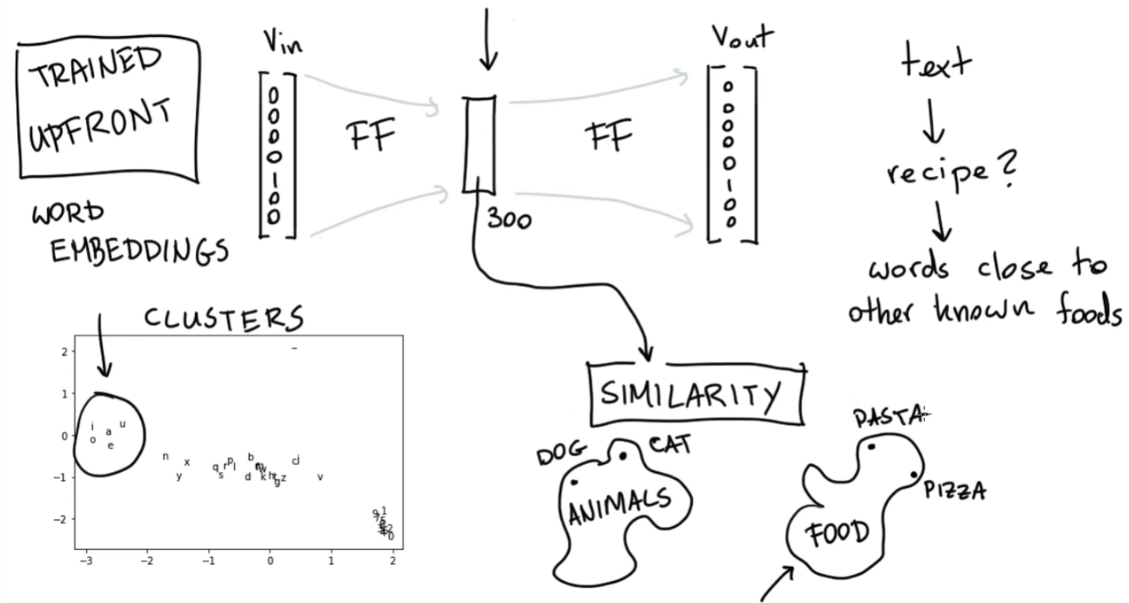 TRAINED
UPFRONT
WORD
EMBEDDINGS
Vin
0
0
0
0
1
0
0
FF
300
FF
Vout
0
0
0
0
0
1
0
0
text
recipe?
words close to
other known foods
CLUSTERS
2
1
0
-1
-2
-3 -2 -1 0 1 2
i u
a
o
e
n
x
y
b
d
v
SIMILARITY
DOG CAT
ANIMALS
PASTA
PIZZA
FOOD